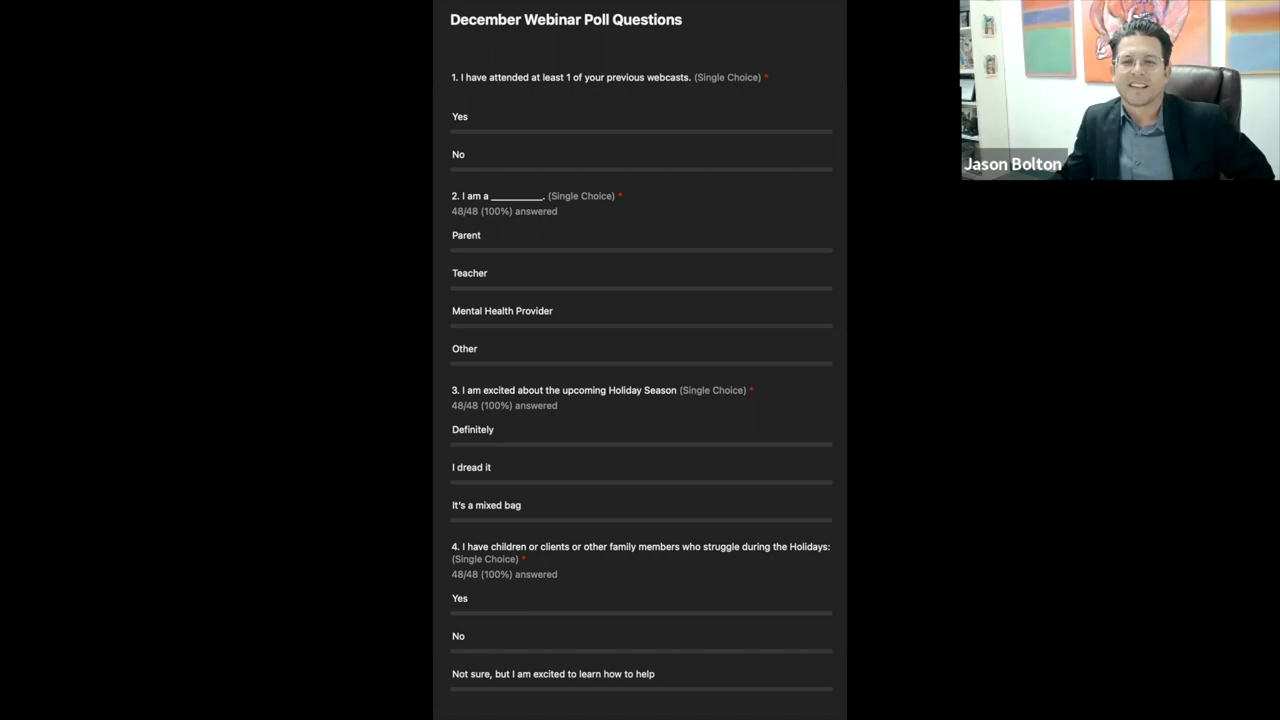 December Webinar Poll Questions
1. I have attended at least 1 of your previous webcasts. (Single Choice) *
Yes
No
2. I am a __________. (Single Choice) *
48/48 (100%) answered
Parent
Teacher
Mental Health Provider
Other
3. I am excited about the upcoming Holiday Season (Single Choice) *
48/48 (100%) answered
Definitely
I dread it
It's a mixed bag
4. I have children or clients or other family members who struggle during the Holidays:
(Single Choice) *
48/48 (100%) answered
Yes
No
Not sure, but I am excited to learn how to help
Jason Bolton